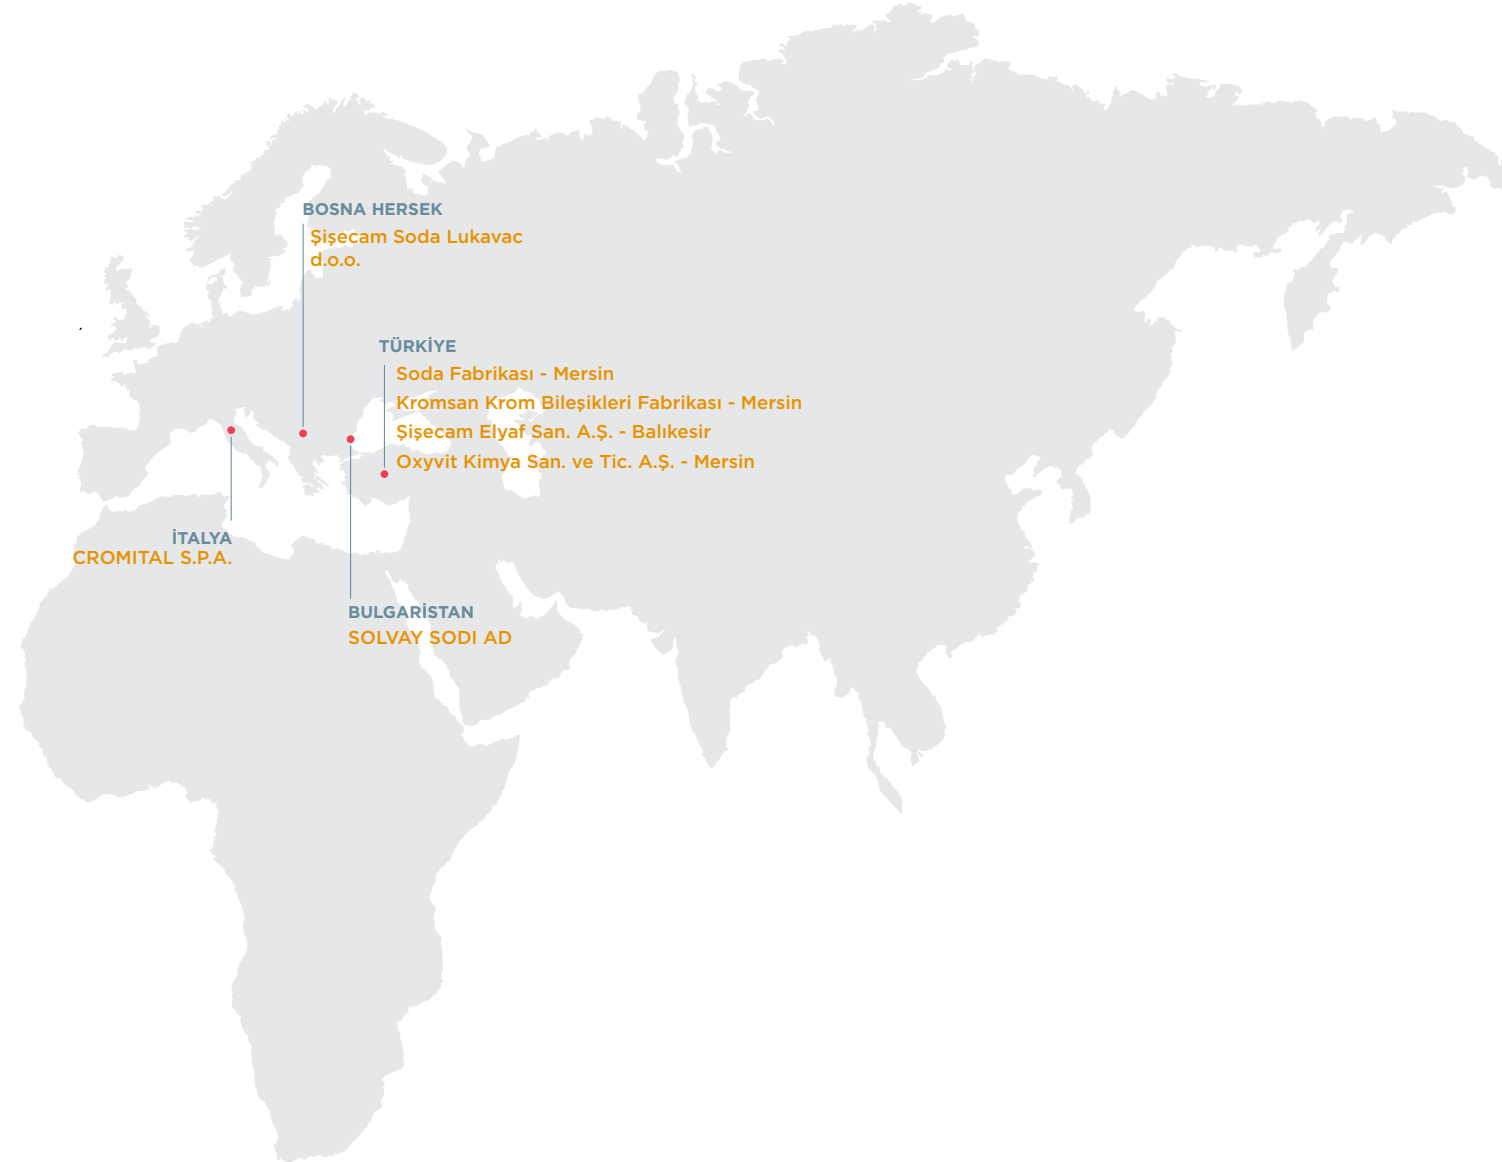 BOSNA HERSEK
Şişecam Soda Lukavac
d.o.o.
TÜRKİYE
Soda Fabrikası - Mersin
Kromsan Krom Bileşikleri Fabrikası - Mersin
Şişecam Elyaf San. A.Ş. - Balıkesir
Oxyvit Kimya San. ve Tic. A.Ş. - Mersin
İTALYA
CROMITAL S.P.A.
BULGARİSTAN
SOLVAY SODI AD